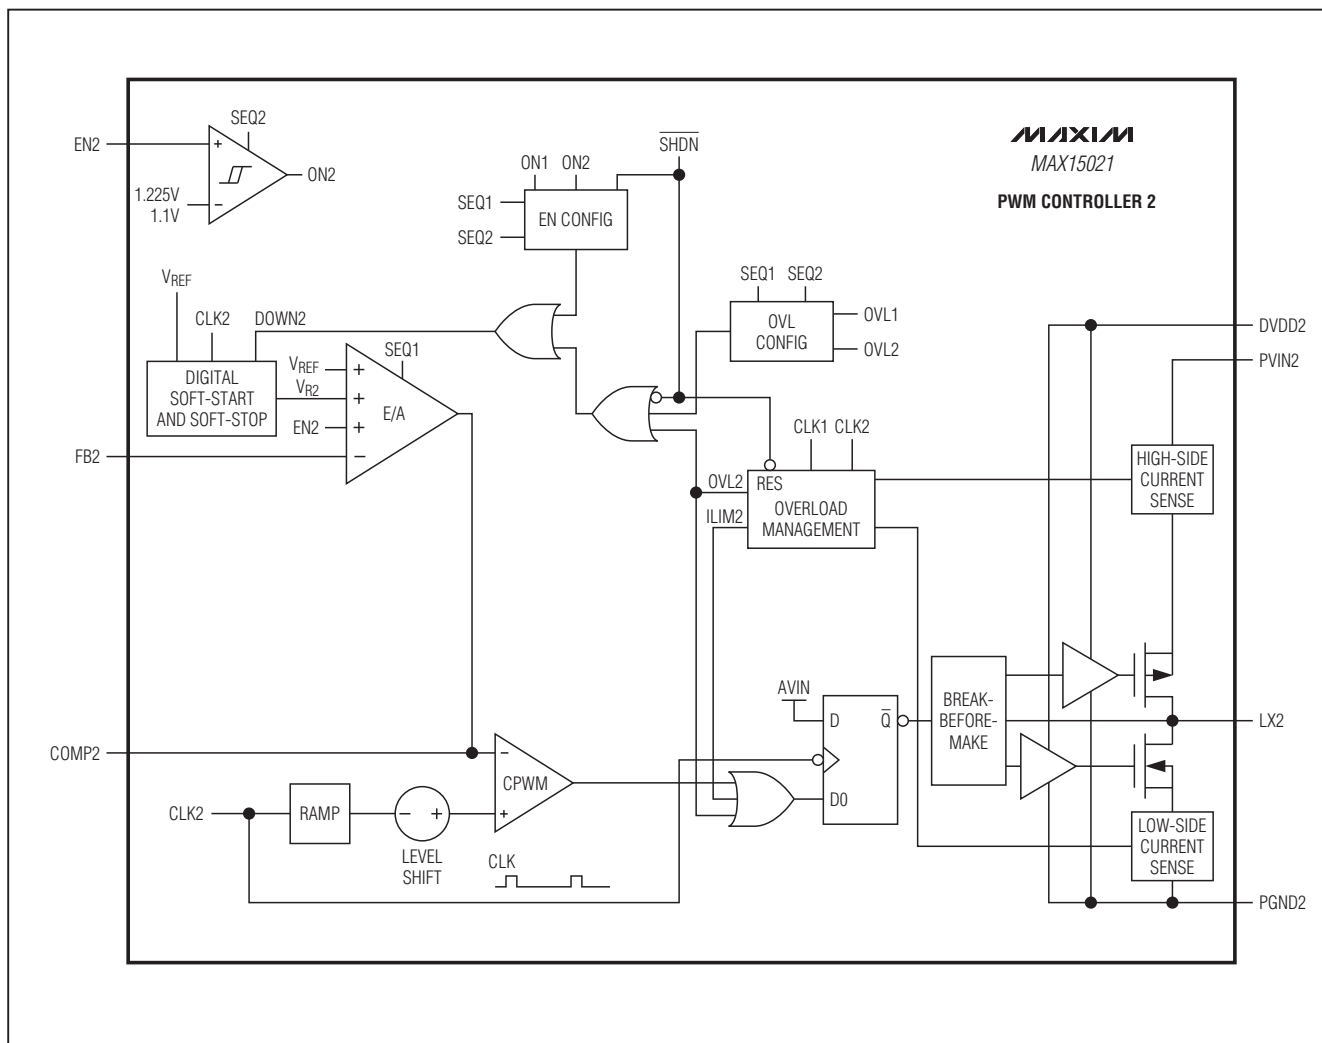 MAXIM
MAX15021
PWM CONTROLLER 2
EN2
SEQ2
+
ON2
1.225V
1.1V
−
SHDN
ON1 ON2
SEQ1
SEQ2
EN CONFIG
VREF
CLK2
DOWN2
DIGITAL
SOFT-START
AND SOFT-STOP
SEQ1
VREF
+
VR2
+
E/A
EN2
+
FB2
−
SEQ1 SEQ2
OVL
CONFIG
OVL1
OVL2
DVDD2
PVIN2
CLK1 CLK2
OVL2
RES
ILIM2
OVERLOAD
MANAGEMENT
HIGH-SIDE
CURRENT
SENSE
AVIN
D
Q
D0
BREAK-
BEFORE-
MAKE
LX2
COMP2
−
CPWM
+
CLK2
RAMP
− +
LEVEL
SHIFT
CLK
LOW-SIDE
CURRENT
SENSE
PGND2